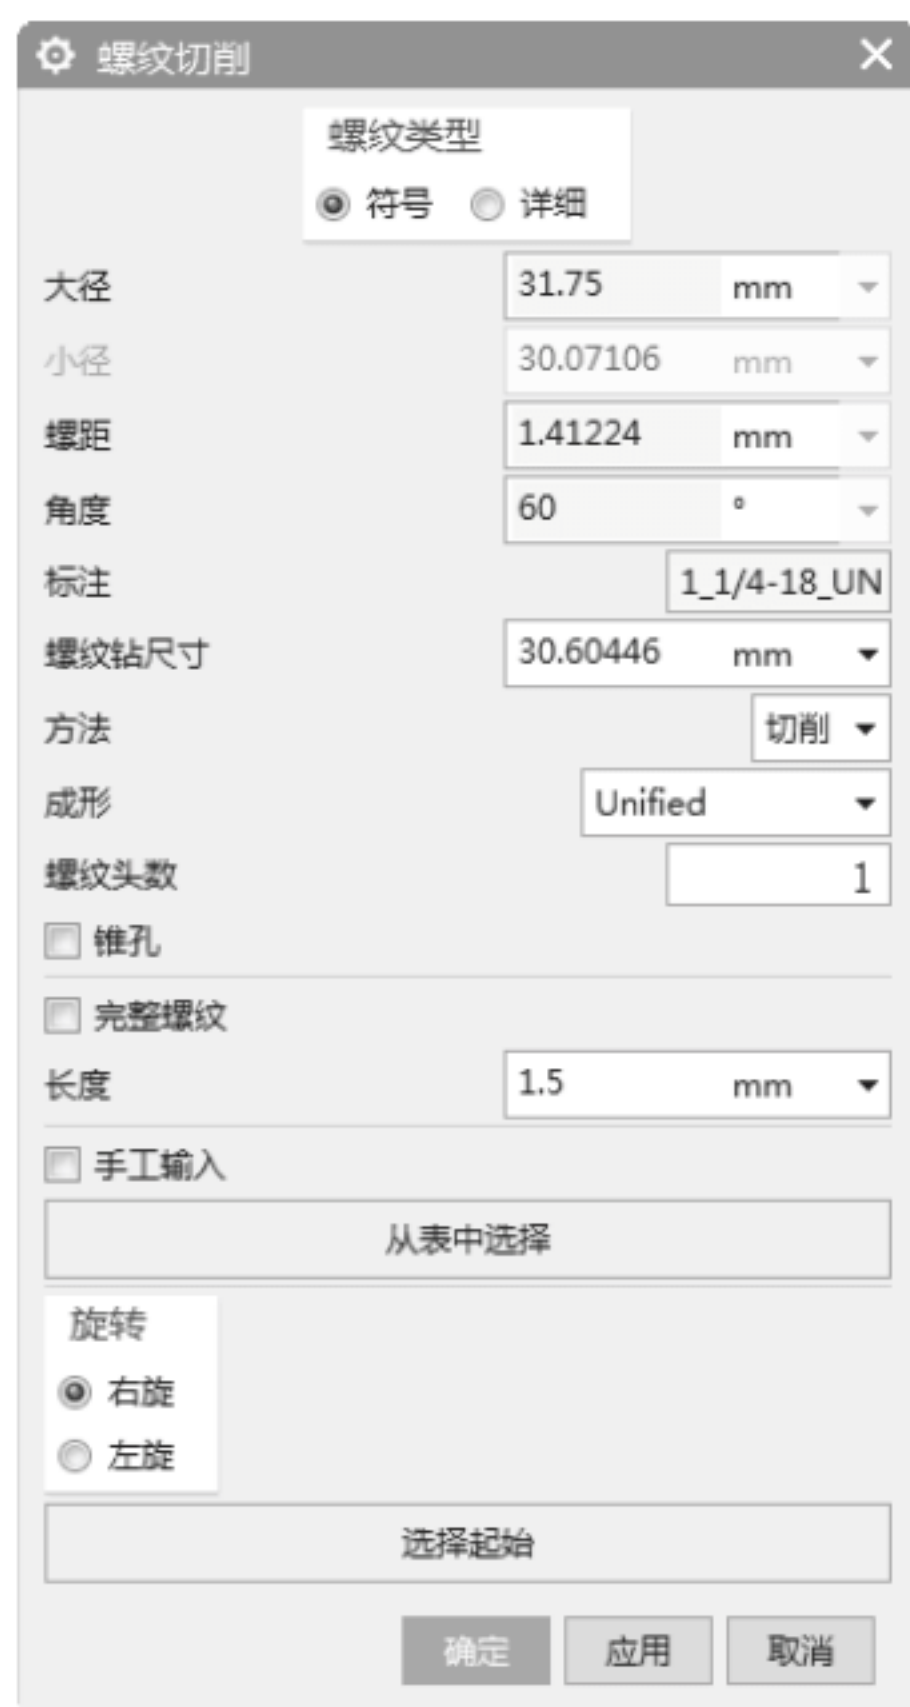 螺纹切削
螺纹类型
符号 详细
大径 31.75 mm
小径 30.07106 mm
螺距 1.41224 mm
角度 60 °
标注 1_1/4-18_UN
螺纹钻尺寸 30.60446 mm
方法 切削
成形 Unified
螺纹头数 1
锥孔
完整螺纹
长度 1.5 mm
手工输入
从表中选择
旋转
右旋
左旋
选择起始
确定 应用 取消